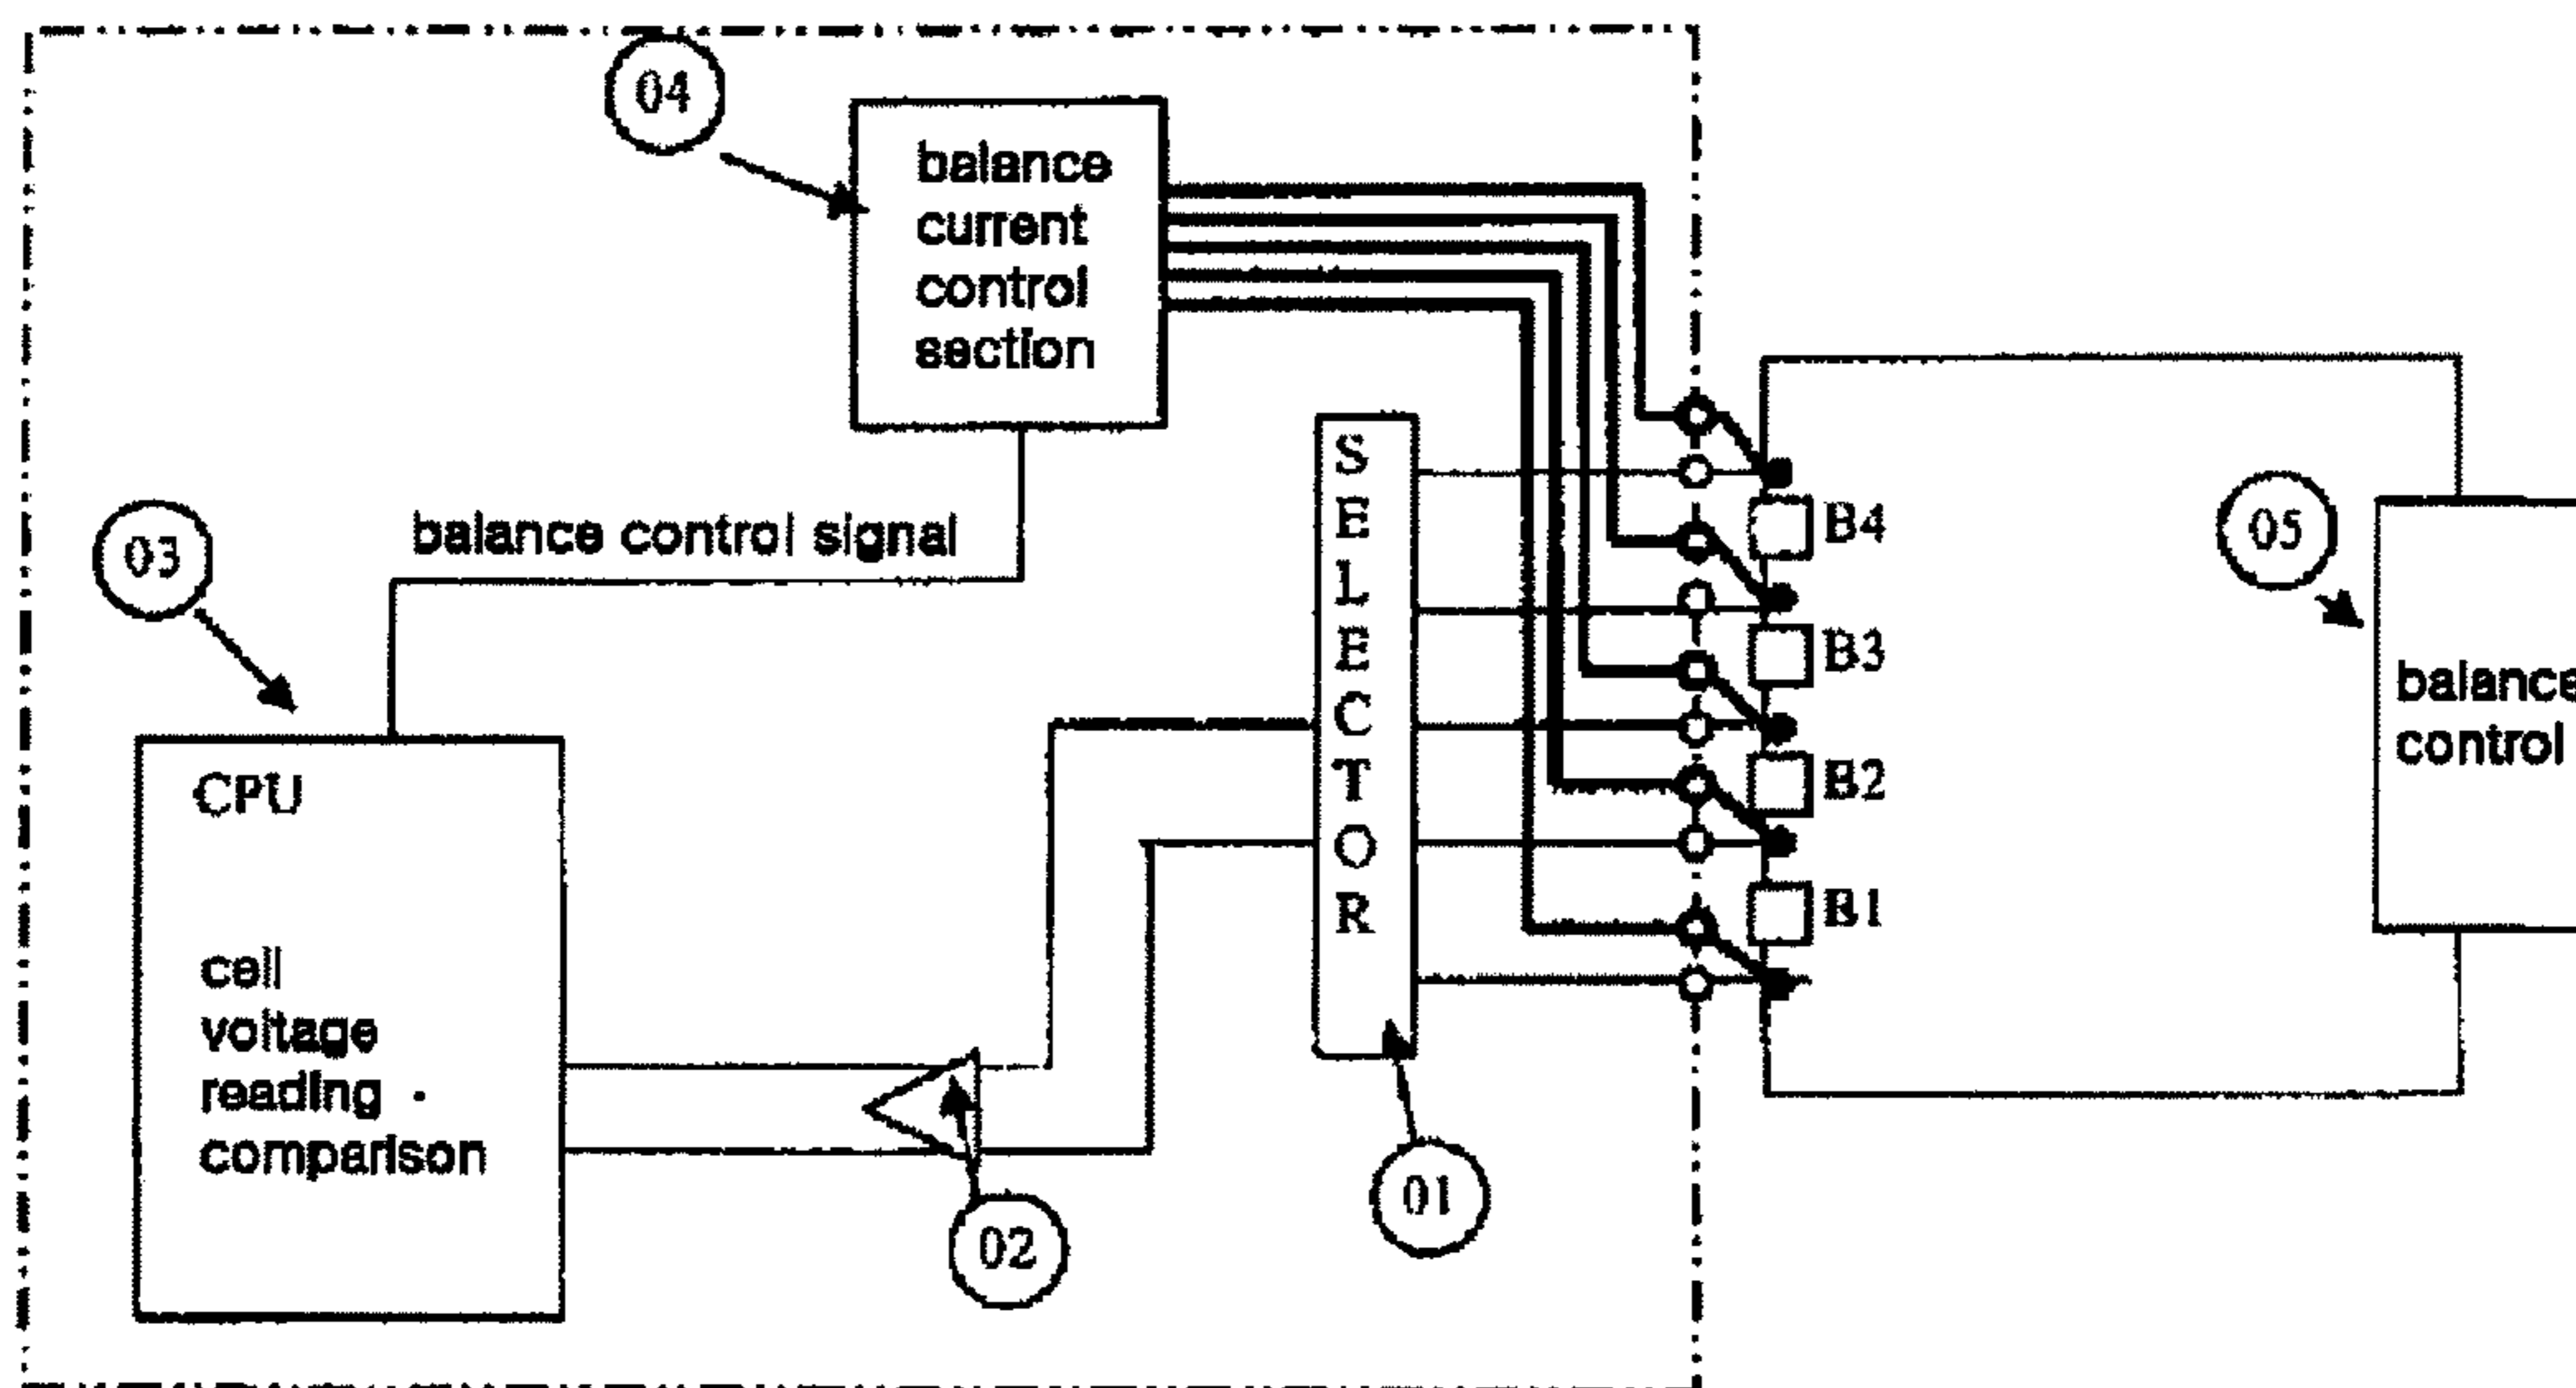 04
balance
current
control
section
S
E
L
E
C
T
O
R
03
balance control signal
B4
05
B3
balance
control
B2
CPU
B1
cell
voltage
reading ·
comparison
01
02